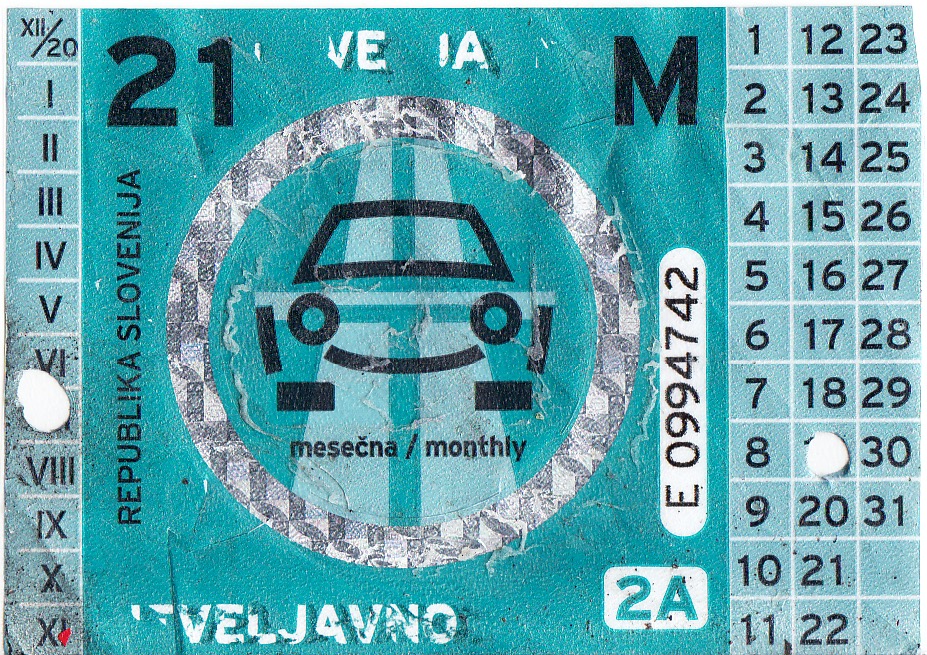 XII/20
I
II
III
IV
V
VI
VIII
IX
X
XI
21
M
REPUBLIKA SLOVENIJA
mesečna / monthly
E 0994742
2A
VELJAVNO
1 12 23
2 13 24
3 14 25
4 15 26
5 16 27
6 17 28
7 18 29
8 30
9 20 31
10 21
11 22